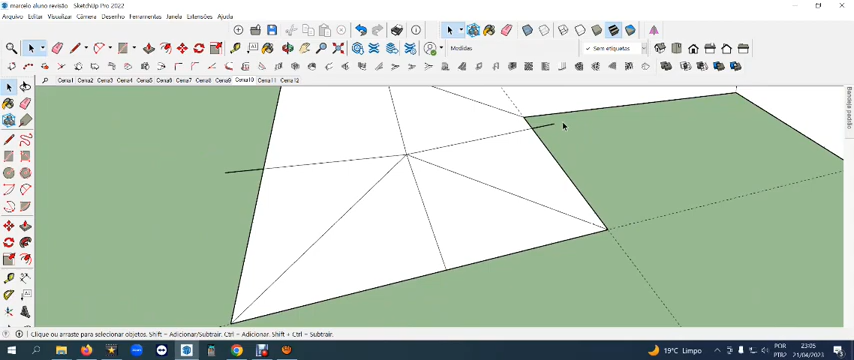 marcelo aluno revisão - SketchUp Pro 2022
Arquivo Editar Visualizar Câmera Desenho Ferramentas Tarefa Extensões Ajuda
Medidas
Sem etiquetas
Cena1 Cena2 Cena3 Cena4 Cena5 Cena6 Cena7 Cena8 Cena9 Cena10 Cena11 Cena12
Bandeja padrão
Clique ou arraste para selecionar objetos. Shift = Adicionar/Subtrair. Ctrl = Adicionar. Shift + Ctrl = Subtrair.
19°C Limpo
POR
PTB2
23:05
21/04/2023